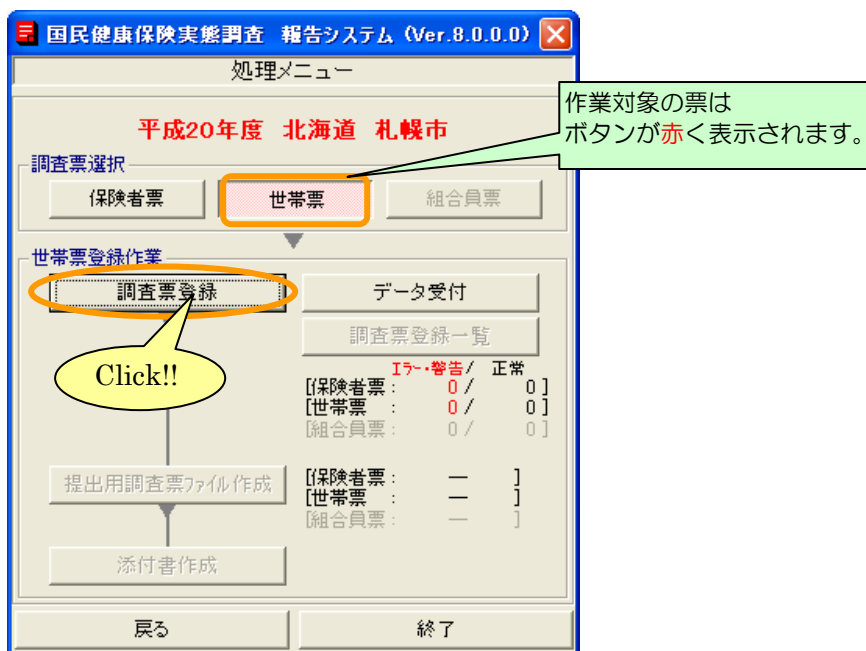 国民健康保険実態調査 報告システム (Ver.8.0.0.0)
処理メニュー
作業対象の票は
ボタンが赤く表示されます。
平成20年度 北海道 札幌市
調査票選択
保険者票 世帯票 組合員票
世帯票登録作業
調査票登録 データ受付
調査票登録一覧
Click!!
エラー・警告/ 正常
[保険者票: 0/ 0]
[世帯票 : 0/ 0]
[組合員票: 0/ 0]
提出用調査票ファイル作成
[保険者票: ― ]
[世帯票 : ― ]
[組合員票: ― ]
添付書作成
戻る 終了